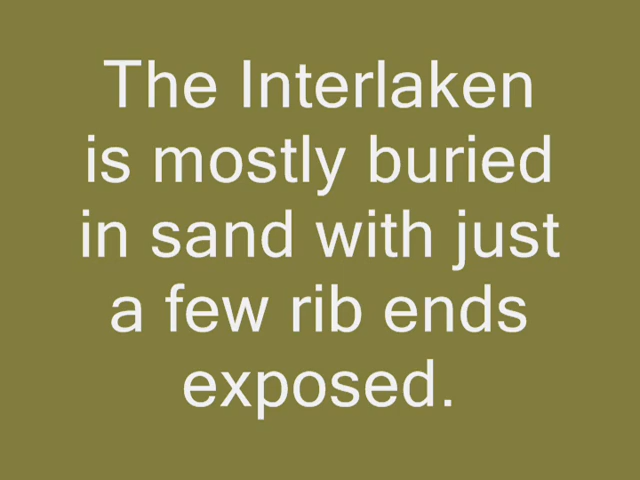 The Interlaken
is mostly buried
in sand with just
a few rib ends
exposed.